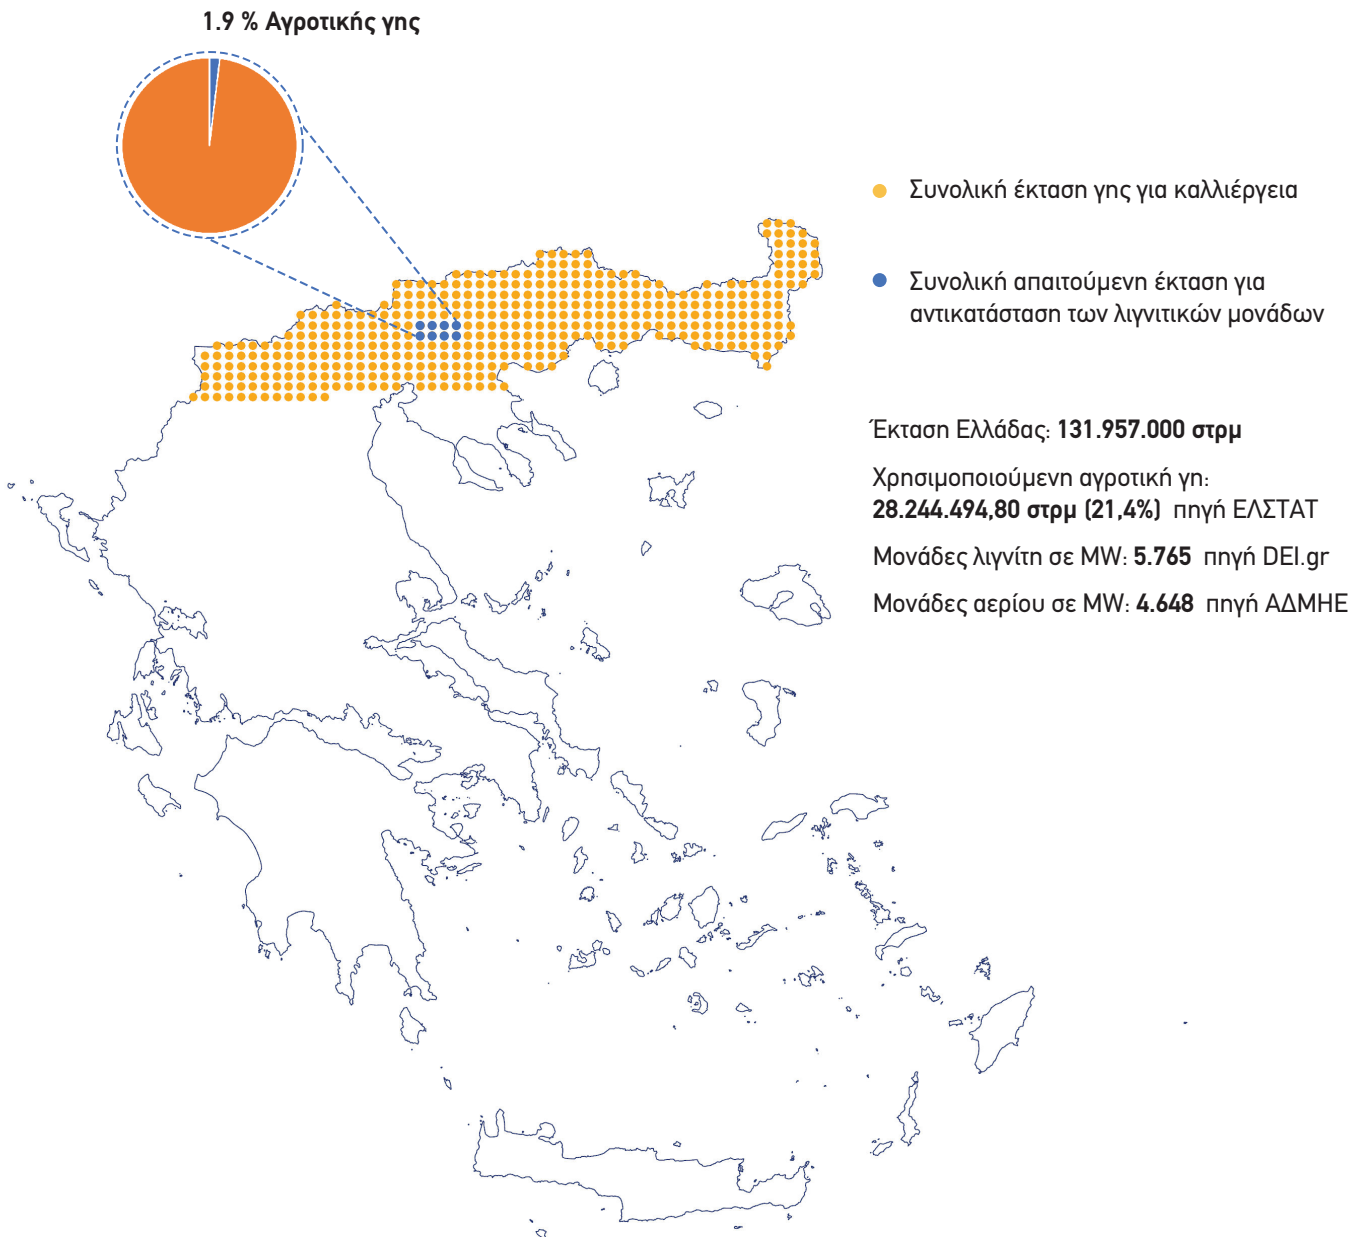 1.9 % Αγροτικής γης
Συνολική έκταση γης για καλλιέργεια
Συνολική απαιτούμενη έκταση για
αντικατάσταση των λιγνιτικών μονάδων
Έκταση Ελλάδας: 131.957.000 στρμ
Χρησιμοποιούμενη αγροτική γη:
28.244.494,80 στρμ (21,4%) πηγή ΕΛΣΤΑΤ
Μονάδες λιγνίτη σε MW: 5.765 πηγή DEI.gr
Μονάδες αερίου σε MW: 4.648 πηγή ΑΔΜΗΕ